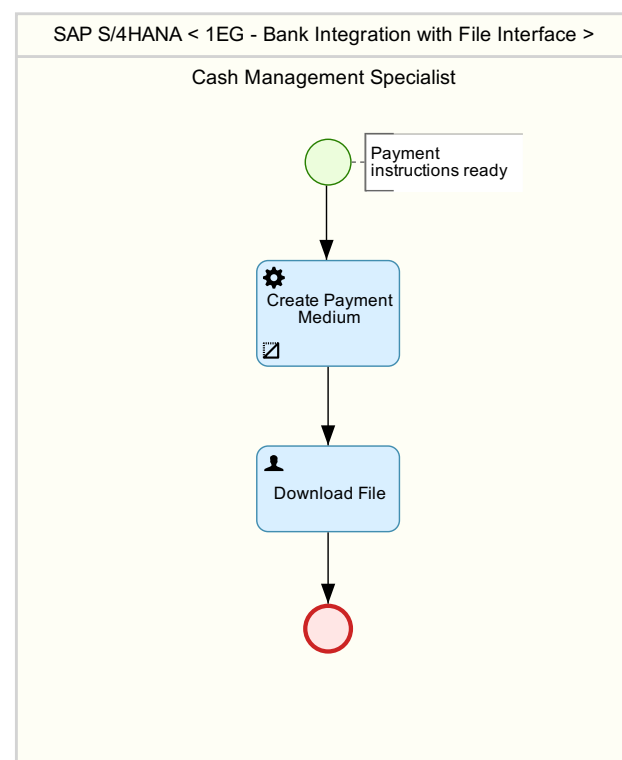 SAP S/4HANA < 1EG - Bank Integration with File Interface >
Cash Management Specialist
Payment
instructions ready
Create Payment
Medium
Download File